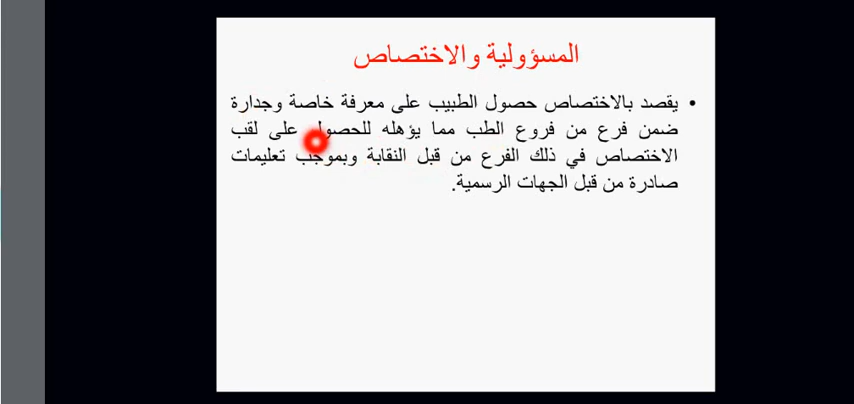 المسؤولية والاختصاص
• يقصد بالاختصاص حصول الطبيب على معرفة خاصة وجدارة
ضمن فرع من فروع الطب مما يؤهله للحصول على لقب
الاختصاص في ذلك الفرع من قبل النقابة وبموجب تعليمات
صادرة من قبل الجهات الرسمية.